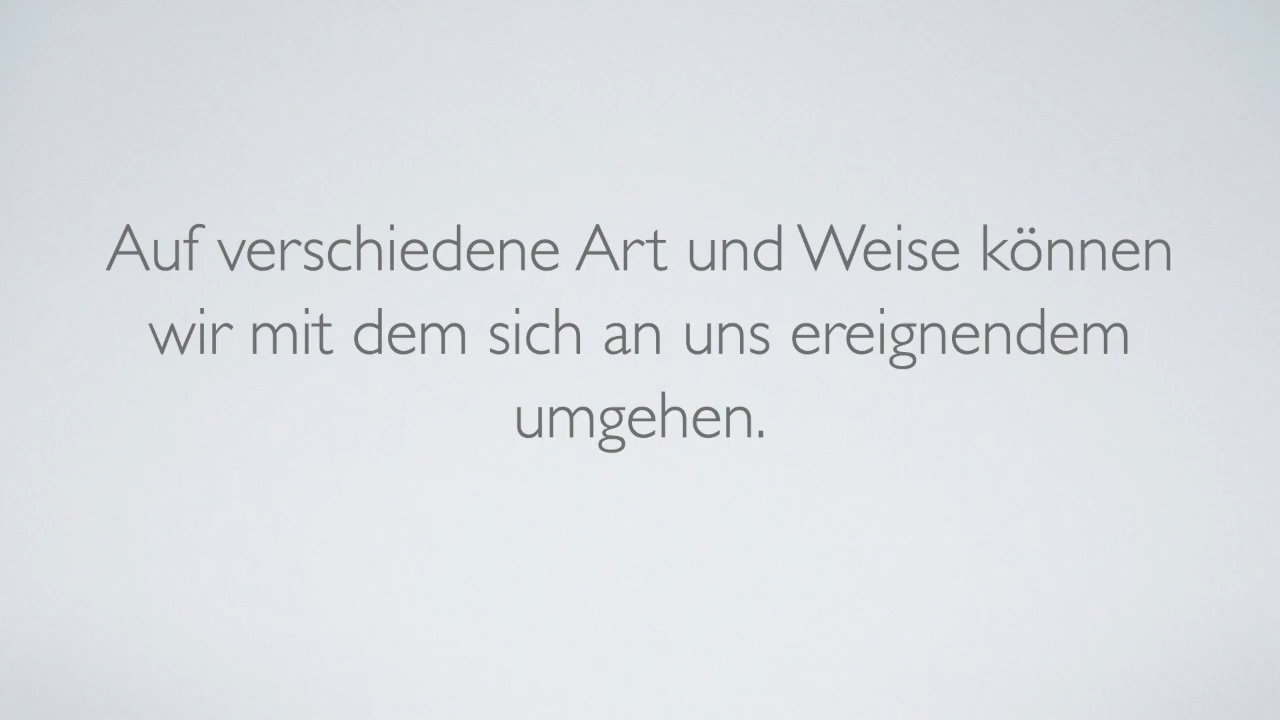 Auf verschiedene Art und Weise können
wir mit dem sich an uns ereignendem
umgehen.